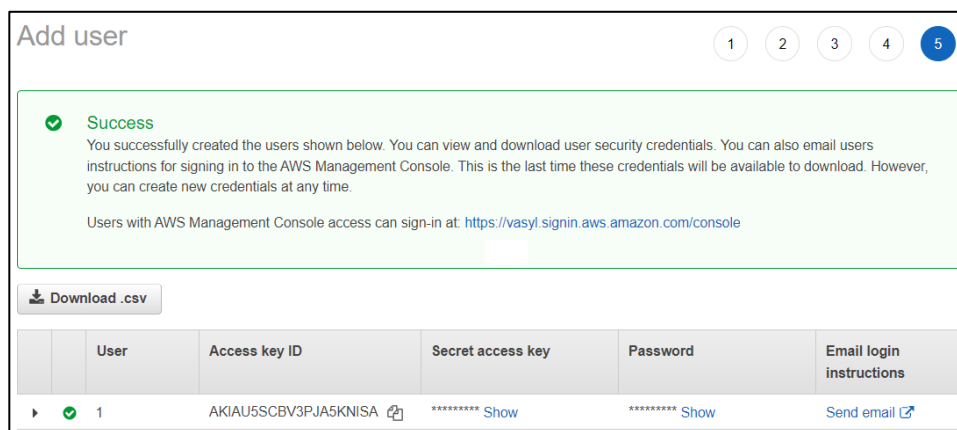 Add user
1 2 3 4 5
Success
You successfully created the users shown below. You can view and download user security credentials. You can also email users
instructions for signing in to the AWS Management Console. This is the last time these credentials will be available to download. However,
you can create new credentials at any time.
Users with AWS Management Console access can sign-in at: https://vasyl.signin.aws.amazon.com/console
Download .csv
User Access key ID Secret access key Password Email login
instructions
1 AKIAU5SCBV3PJA5KNISA ********* Show ********* Show Send email